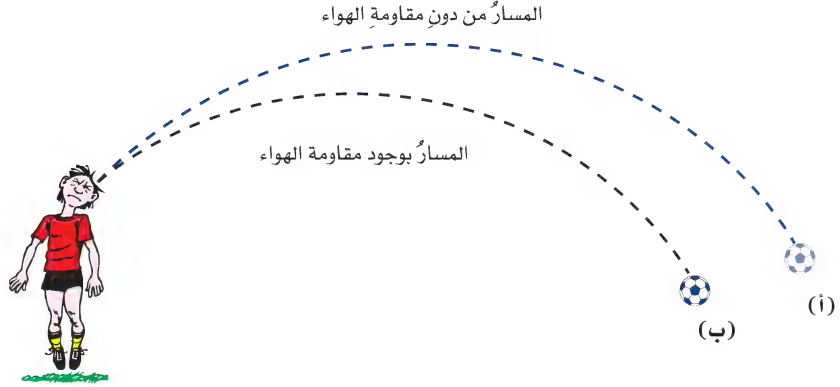 المسارُ من دونِ مقاومةِ الهواء
المسارُ بوجود مقاومة الهواء
(أ)
(ب)